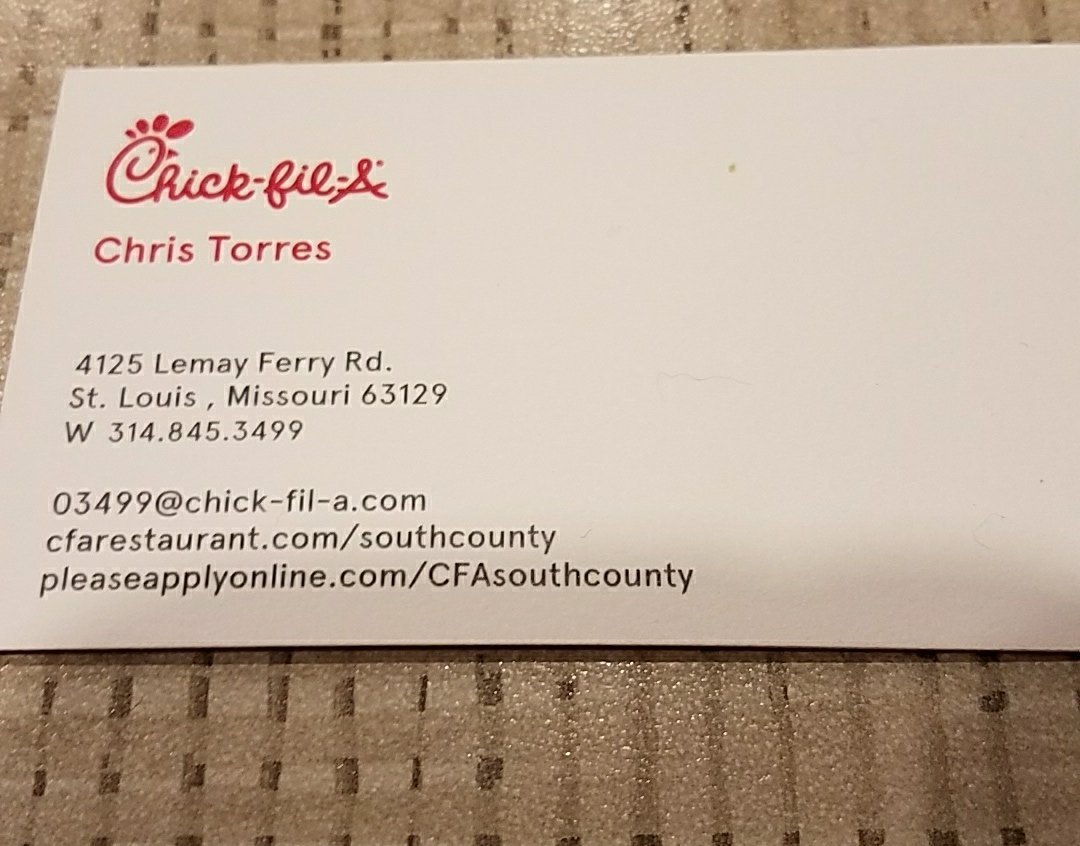 Chick-fil-A
Chris Torres
4125 Lemay Ferry Rd.
St. Louis , Missouri 63129
W 314.845.3499
03499@chick-fil-a.com
cfarestaurant.com/southcounty
pleaseapplyonline.com/CFAsouthcounty